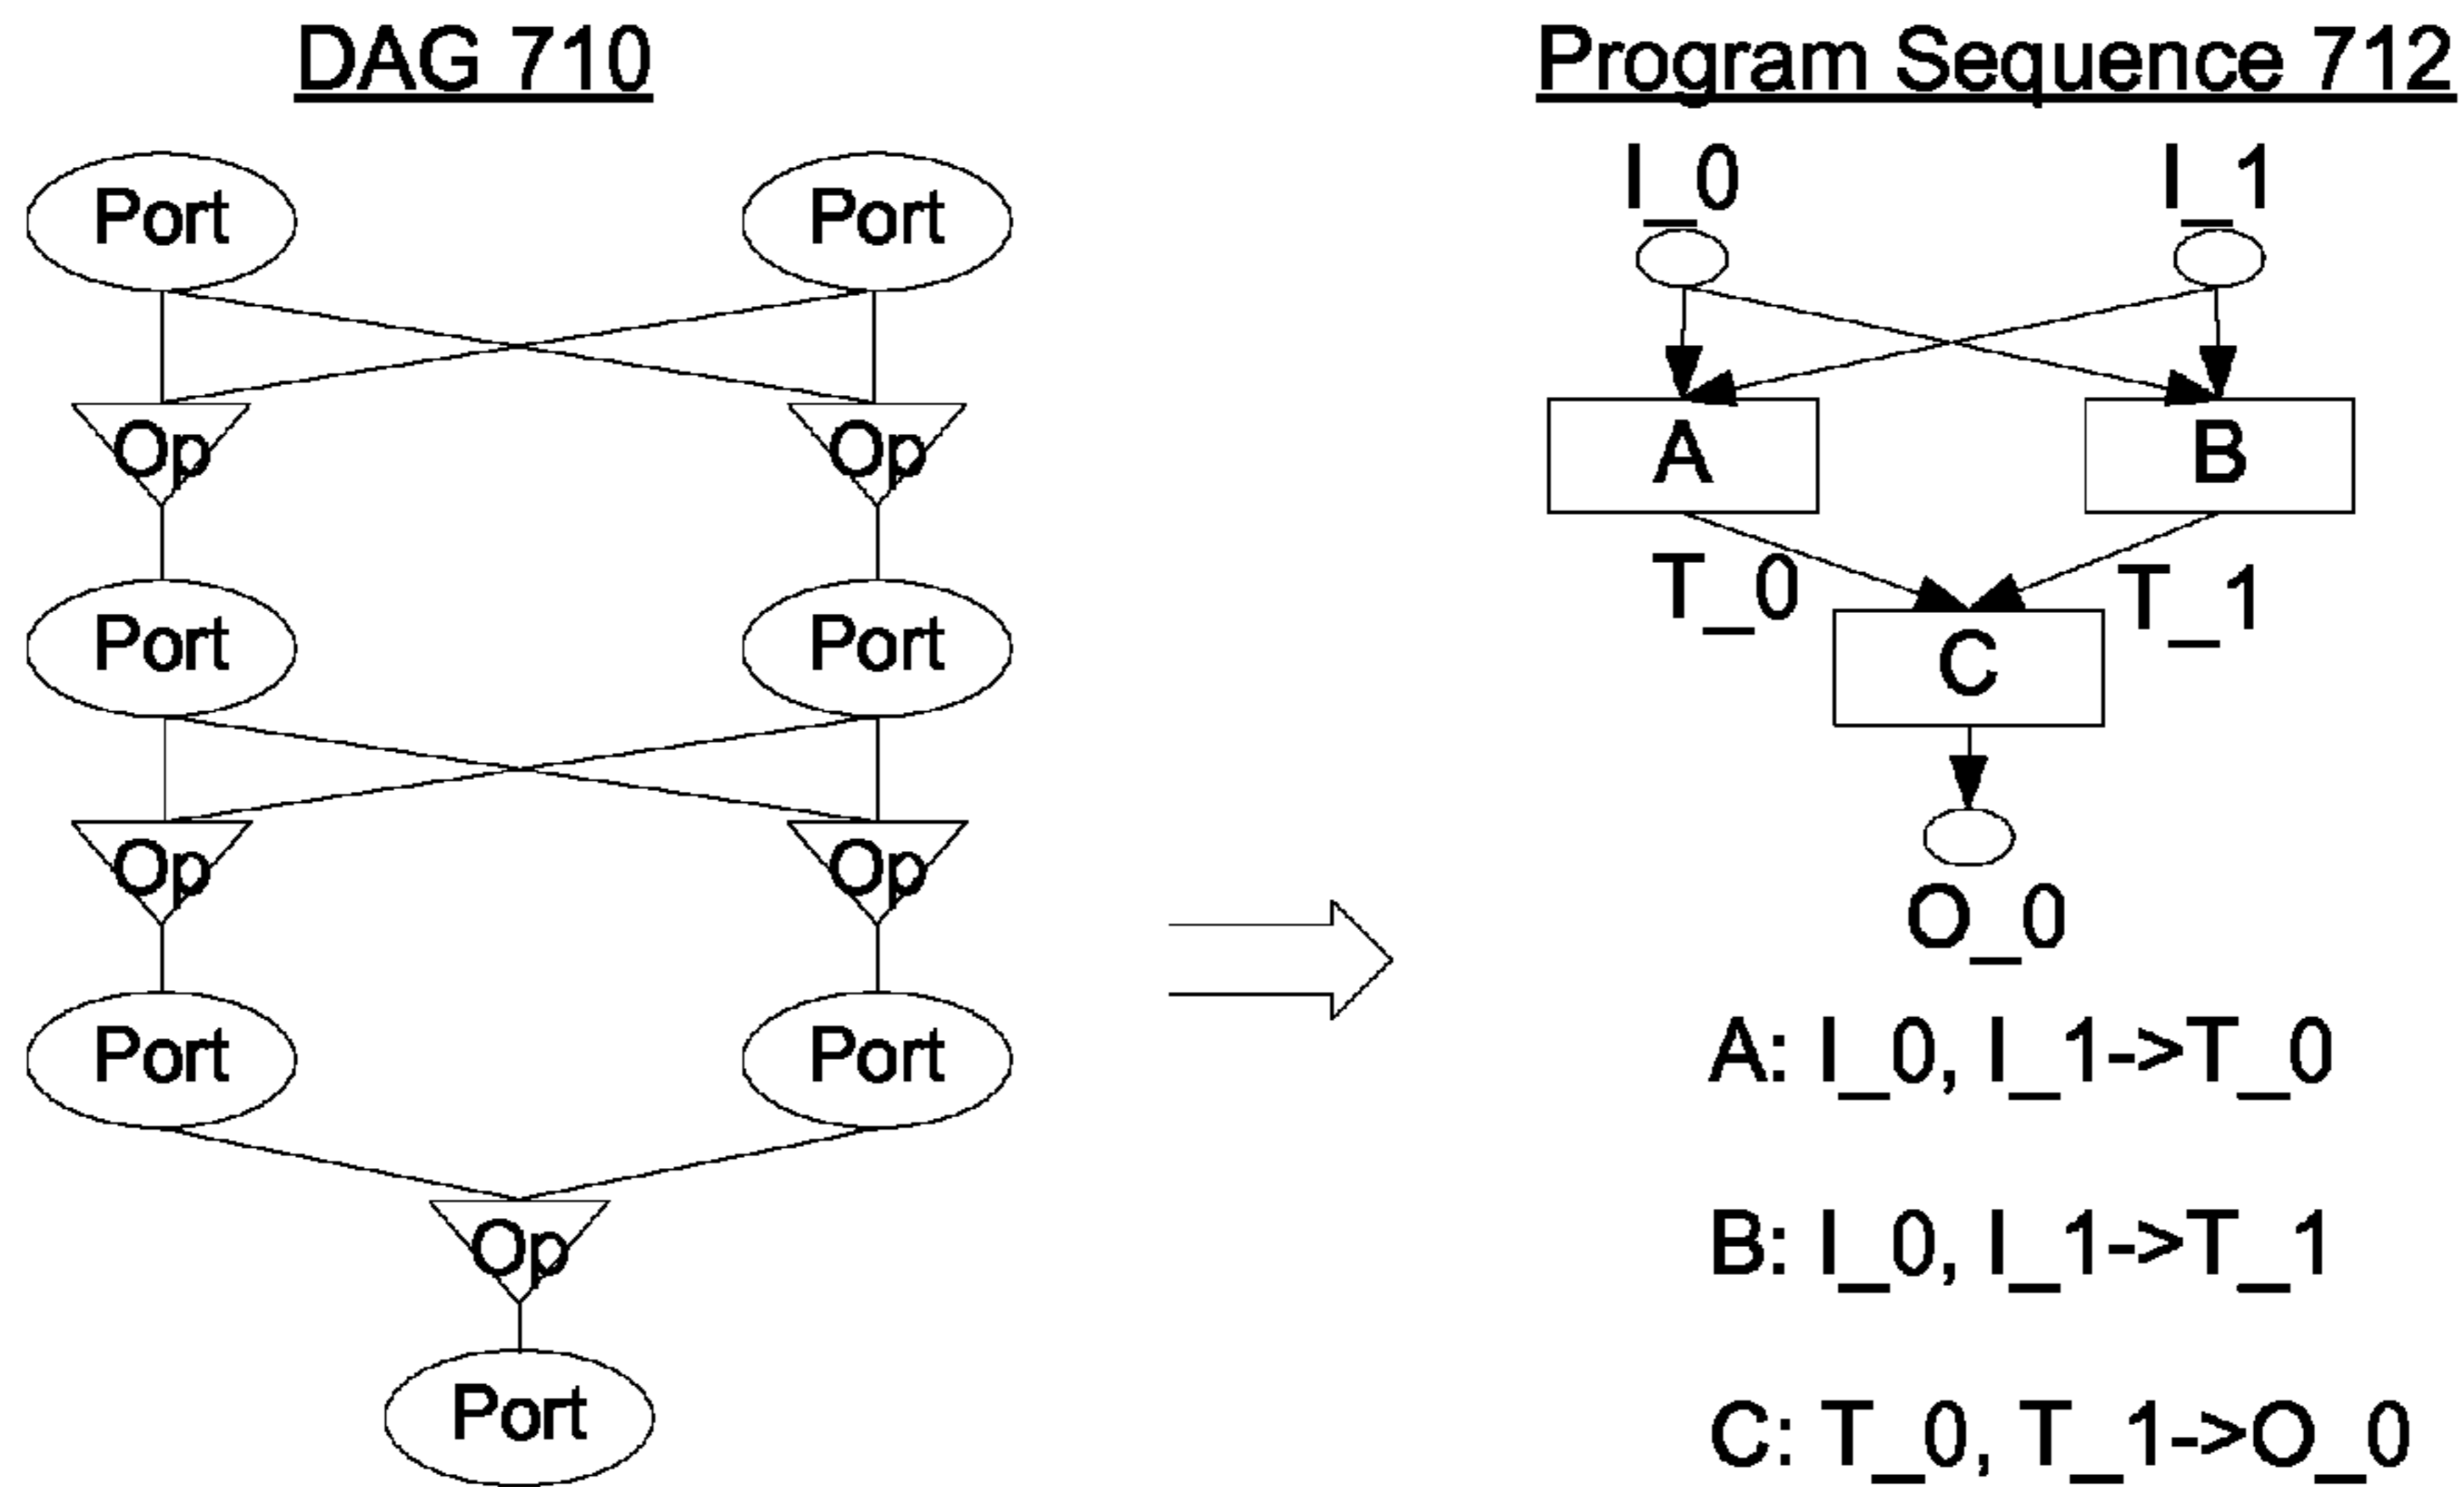 DAG 710
Port Port
Op Op
Port Port
Op Op
Port Port
Op
Port
Program Sequence 712
I_0 I_1
A B
T_0 T_1
C
O_0
A: I_0, I_1->T_0
B: I_0, I_1->T_1
C: T_0, T_1->O_0